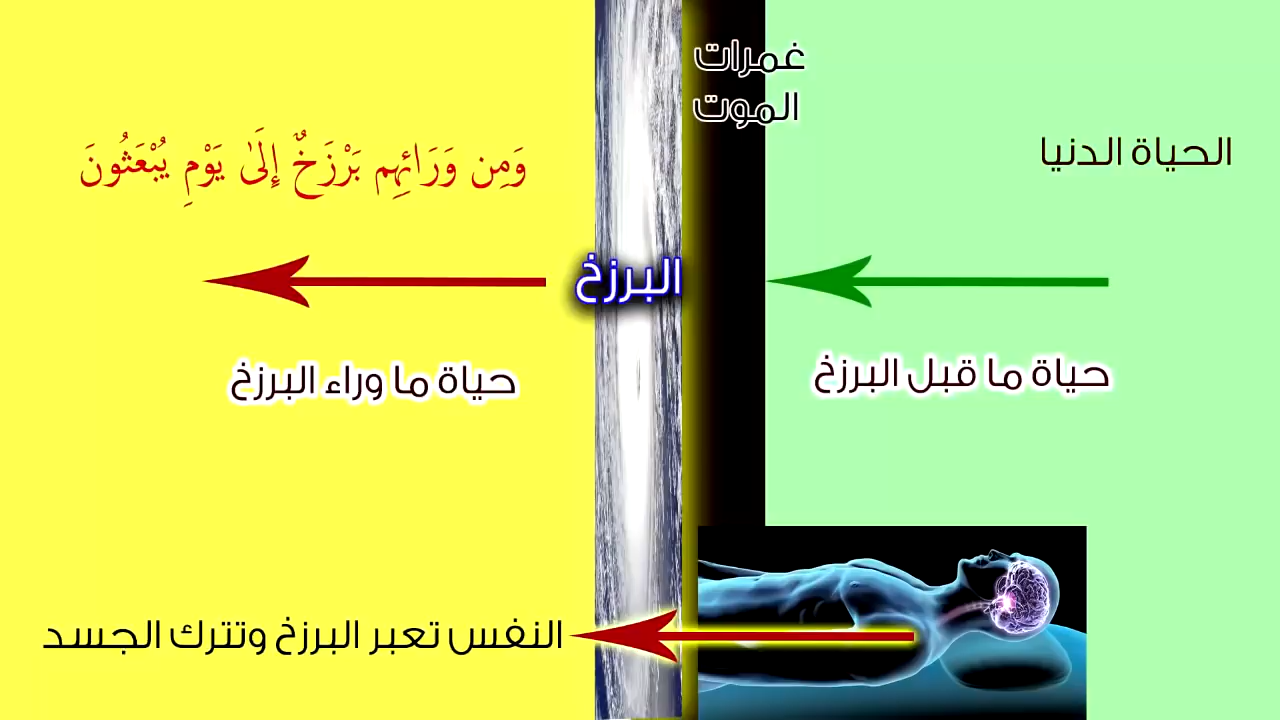 غمرات
الموت
الحياة الدنيا
وَمِن وَرَائِهِم بَرْزَخٌ إِلَىٰ يَوْمِ يُبْعَثُونَ
البرزخ
حياة ما قبل البرزخ
حياة ما وراء البرزخ
النفس تعبر البرزخ وتترك الجسد